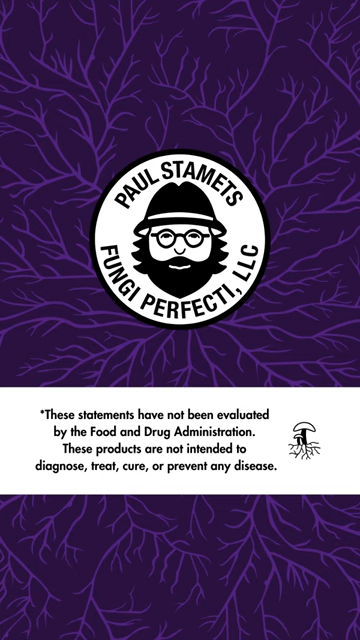 PAUL STAMETS
FUNGI PERFECTI, LLC
*These statements have not been evaluated
by the Food and Drug Administration.
These products are not intended to
diagnose, treat, cure, or prevent any disease.